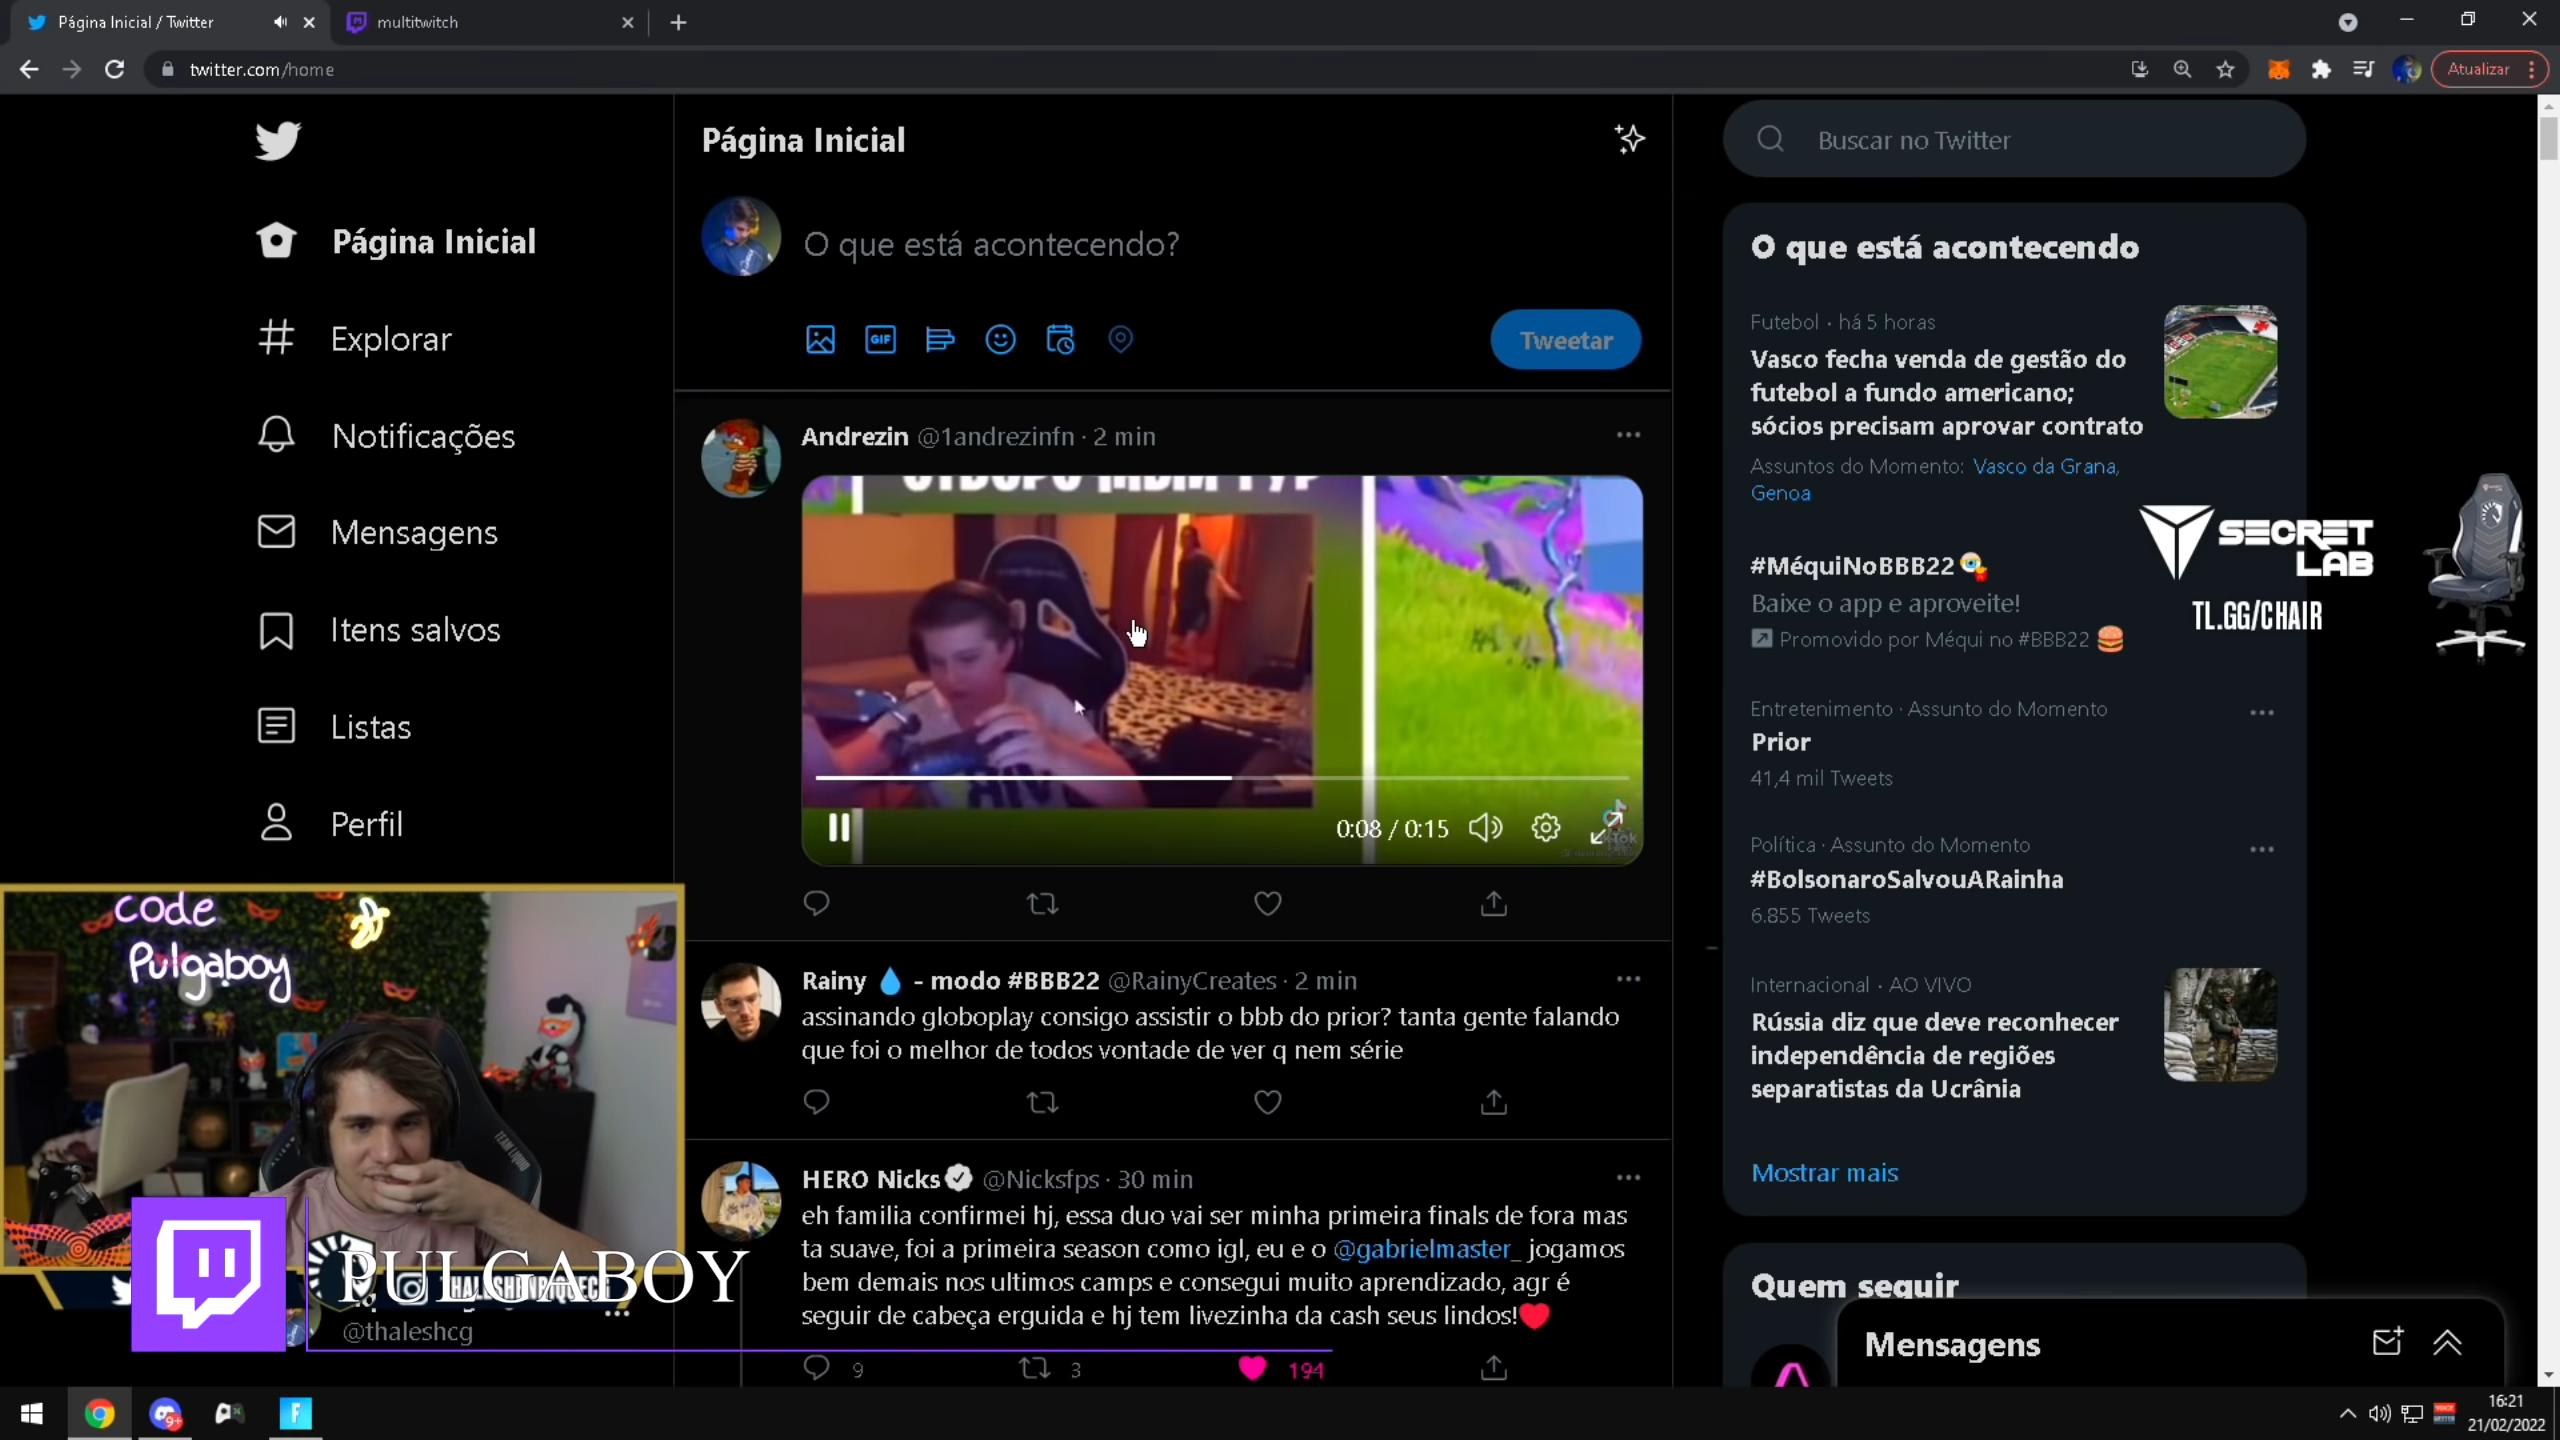 Página Inicial / Twitter
multitwitch
twitter.com/home
Atualizar
Página Inicial
Explorar
Notificações
Mensagens
Itens salvos
Listas
Perfil
Página Inicial
O que está acontecendo?
GIF
Tweetar
Andrezin @1andrezinfn · 2 min
0:08 / 0:15
Rainy 💧 - modo #BBB22 @RainyCreates · 2 min
assinando globoplay consigo assistir o bbb do prior? tanta gente falando
que foi o melhor de todos vontade de ver q nem série
HERO Nicks @Nicksfps · 30 min
eh familia confirmei hj, essa duo vai ser minha primeira finals de fora mas
ta suave, foi a primeira season como igl, eu e o @gabrielmaster_ jogamos
bem demais nos ultimos camps e consegui muito aprendizado, agr é
seguir de cabeça erguida e hj tem livezinha da cash seus lindos!❤️
9 3 194
Buscar no Twitter
O que está acontecendo
Futebol · há 5 horas
Vasco fecha venda de gestão do
futebol a fundo americano;
sócios precisam aprovar contrato
Assuntos do Momento: Vasco da Grana,
Genoa
#MéquiNoBBB22
Baixe o app e aproveite!
Promovido por Méqui no #BBB22 🍔
Entretenimento · Assunto do Momento
Prior
41,4 mil Tweets
Política · Assunto do Momento
#BolsonaroSalvouARainha
6.855 Tweets
Internacional · AO VIVO
Rússia diz que deve reconhecer
independência de regiões
separatistas da Ucrânia
Mostrar mais
Quem seguir
Mensagens
SECRET
LAB
TL.GG/CHAIR
code
Pulgaboy
TEAM LIQUID
PULGABOY
@thaleshcg
9+
16:21
21/02/2022